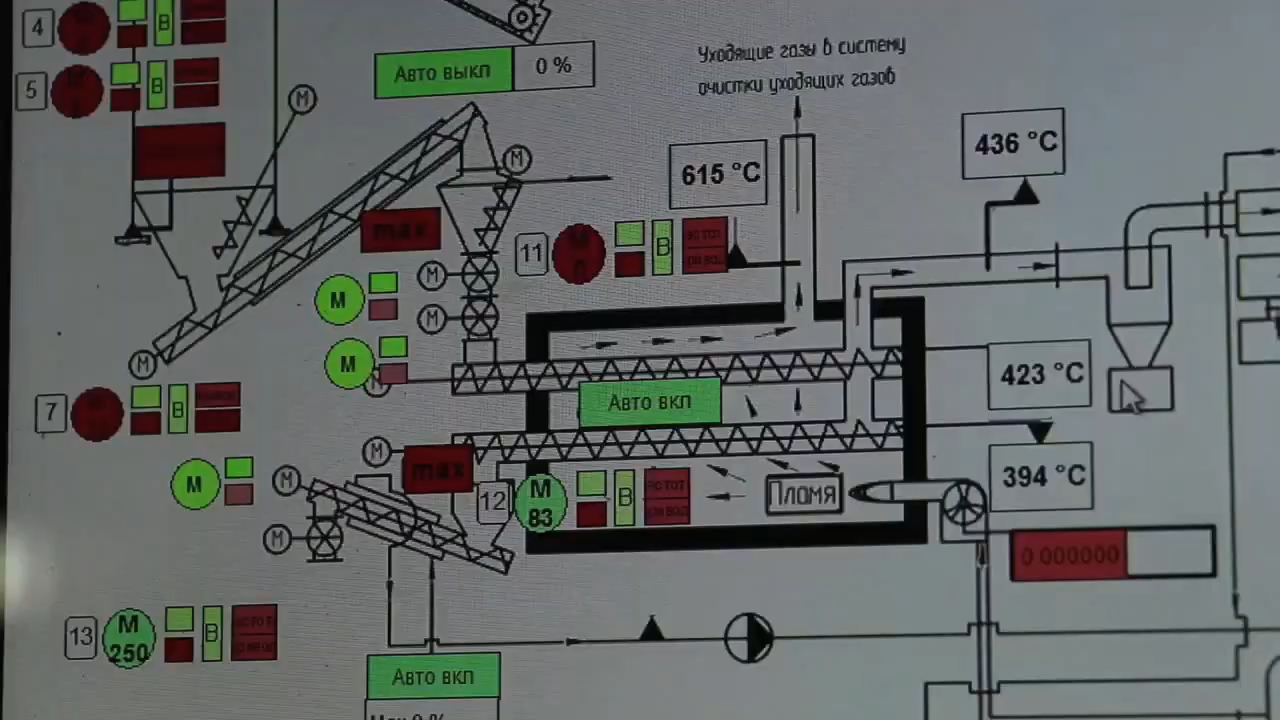 4
B
5
B
M
Авто выкл
0 %
Уходящие газы в систему
очистки уходящих газов
436 °C
615 °C
M
max
11
B
M
M
M
M
M
423 °C
Авто вкл
7
B
M
max
394 °C
M
M
12
M
83
B
Пломя
M
0 000000
13
M
250
B
Авто вкл